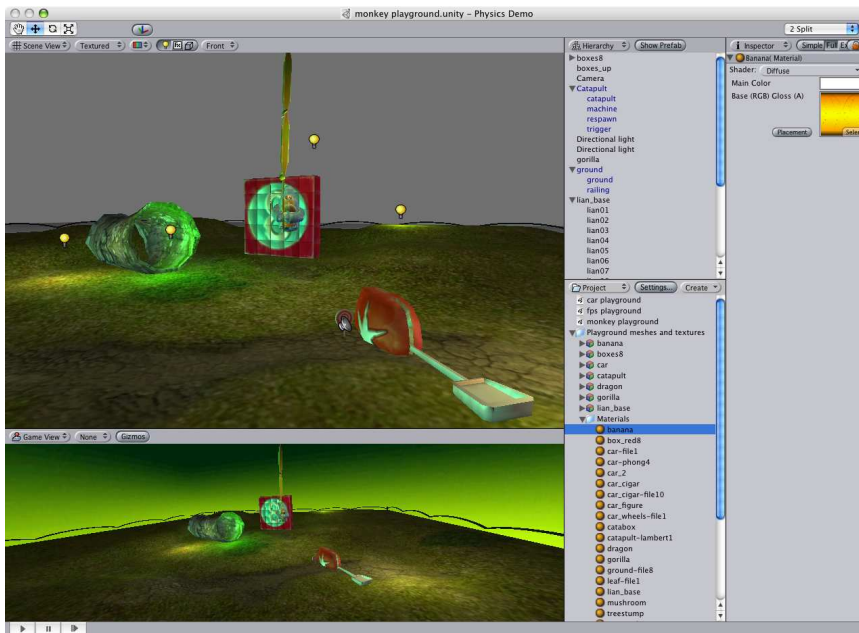 monkey playground.unity - Physics Demo
2 Split
Scene View
Textured
Front
Hierarchy
Show Prefab
boxes8
boxes_up
Camera
Catapult
catapult
machine
respawn
trigger
Directional light
Directional light
gorilla
ground
ground
railing
lian_base
lian01
lian02
lian03
lian04
lian05
lian06
lian07
Inspector
Simple
Full
Banana( Material)
Shader:
Diffuse
Main Color
Base (RGB) Gloss (A)
Placement
Project
Settings...
Create
car playground
fps playground
monkey playground
Playground meshes and textures
banana
boxes8
car
catapult
dragon
gorilla
lian_base
Materials
banana
box_red8
car-file1
car-phong4
car_2
car_cigar
car_cigar-file10
car_figure
car_wheels-file1
catabox
catapult-lambert1
dragon
gorilla
ground-file8
leaf-file1
lian_base
mushroom
treestump
Game View
None
Gizmos